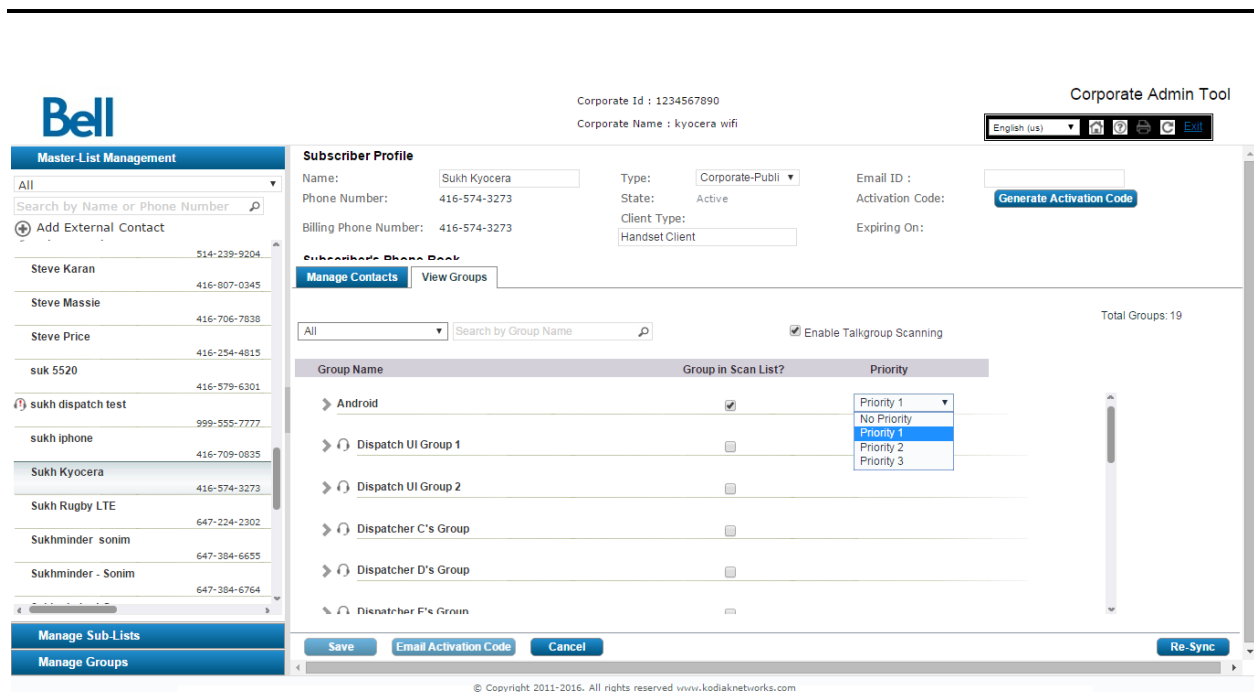 Bell
Corporate Id : 1234567890
Corporate Name : kyocera wifi
Corporate Admin Tool
English (us)
Exit
Master-List Management
All
Search by Name or Phone Number
Add External Contact
514-239-9204
Steve Karan
416-807-0345
Steve Massie
416-706-7838
Steve Price
416-254-4815
suk 5520
416-579-6301
sukh dispatch test
999-555-7777
sukh iphone
416-709-0835
Sukh Kyocera
416-574-3273
Sukh Rugby LTE
647-224-2302
Sukhminder sonim
647-384-6655
Sukhminder - Sonim
647-384-6764
Manage Sub-Lists
Manage Groups
Subscriber Profile
Name: Sukh Kyocera Type: Corporate-Publi Email ID :
Phone Number: 416-574-3273 State: Active Activation Code: Generate Activation Code
Billing Phone Number: 416-574-3273 Client Type: Handset Client Expiring On:
Subscriber's Phone Book
Manage Contacts View Groups
Total Groups: 19
All Search by Group Name Enable Talkgroup Scanning
Group Name Group in Scan List? Priority
Android Priority 1
No Priority
Priority 1
Priority 2
Priority 3
Dispatch UI Group 1
Dispatch UI Group 2
Dispatcher C's Group
Dispatcher D's Group
Dispatcher E's Group
Save Email Activation Code Cancel Re-Sync
© Copyright 2011-2016. All rights reserved www.kodiaknetworks.com